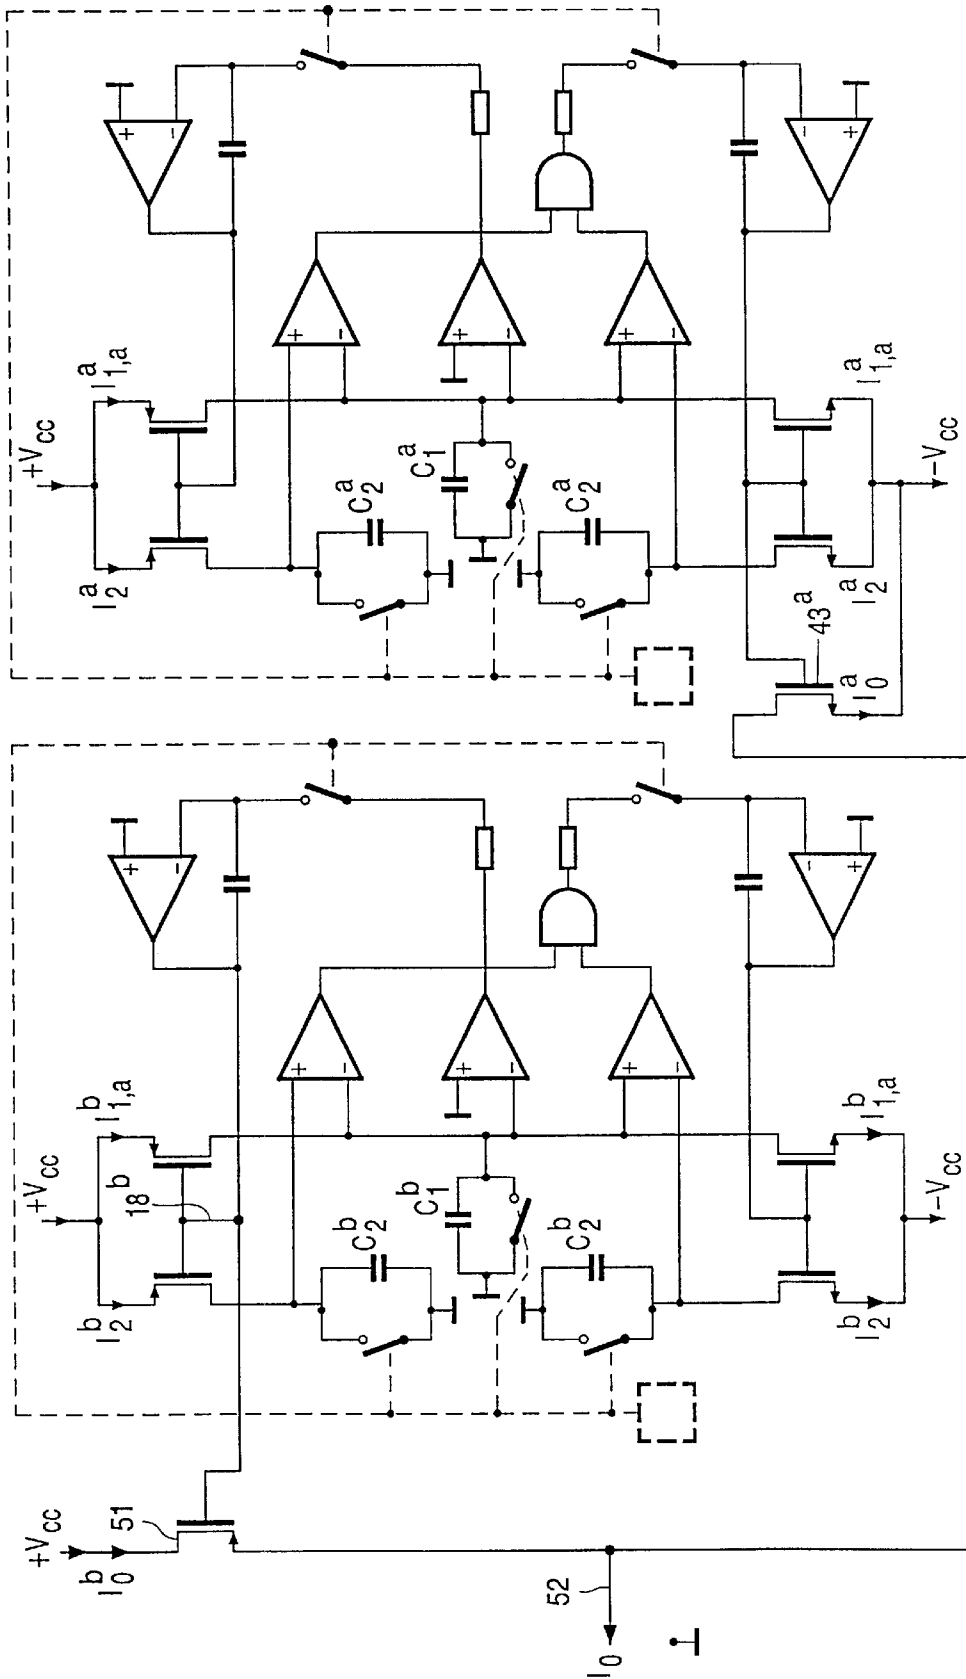 +VCC
+VCC
+VCC
I0b
I2b
I1,ab
I2a
I1,aa
51
18b
C2b
C2a
C1b
C1a
52
C2b
C2a
I0
43a
I0a
I2b
I1,ab
I2a
I1,aa
-VCC
-VCC